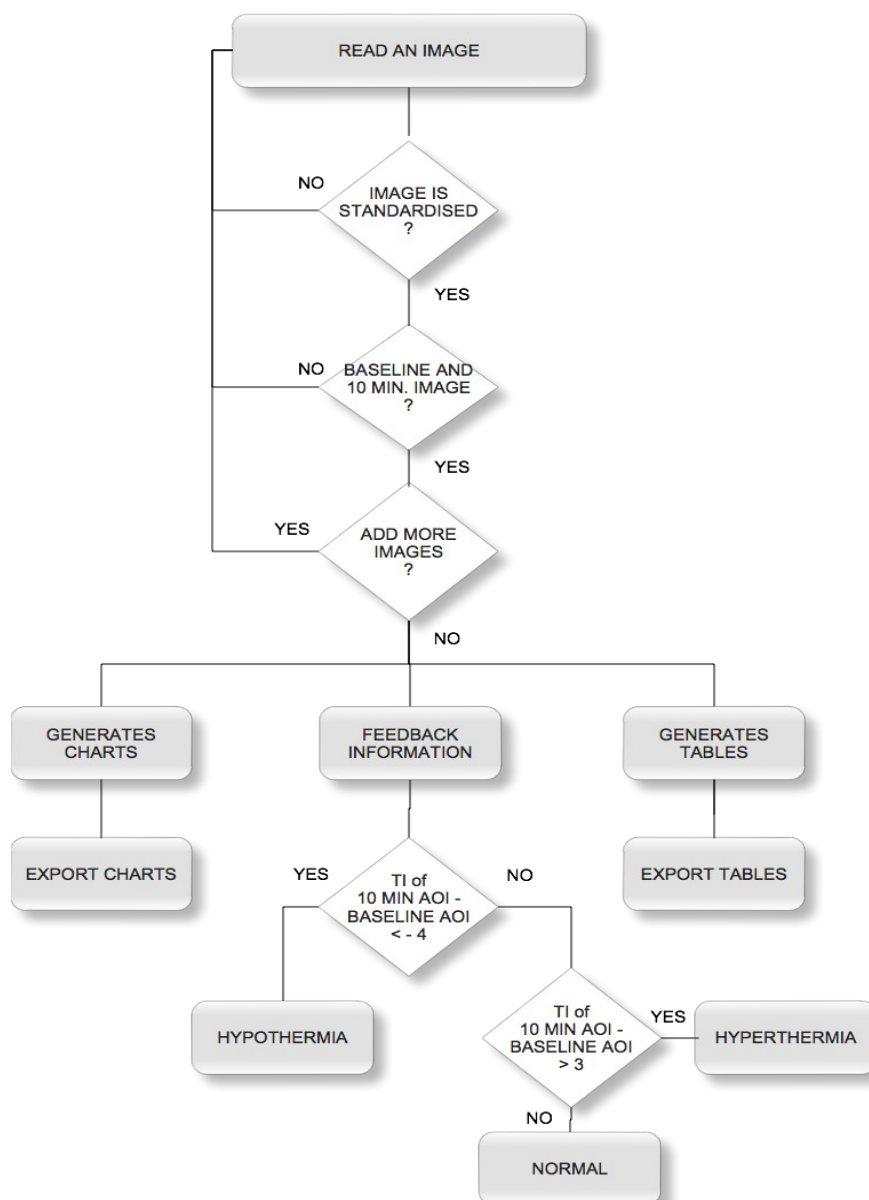 READ AN IMAGE
NO
IMAGE IS
STANDARDISED
?
YES
NO
BASELINE AND
10 MIN. IMAGE
?
YES
YES
ADD MORE
IMAGES
?
NO
GENERATES
CHARTS
FEEDBACK
INFORMATION
GENERATES
TABLES
EXPORT CHARTS
YES
TI of
10 MIN AOI -
BASELINE AOI
< - 4
NO
EXPORT TABLES
HYPOTHERMIA
TI of
10 MIN AOI -
BASELINE AOI
> 3
YES
HYPERTHERMIA
NO
NORMAL